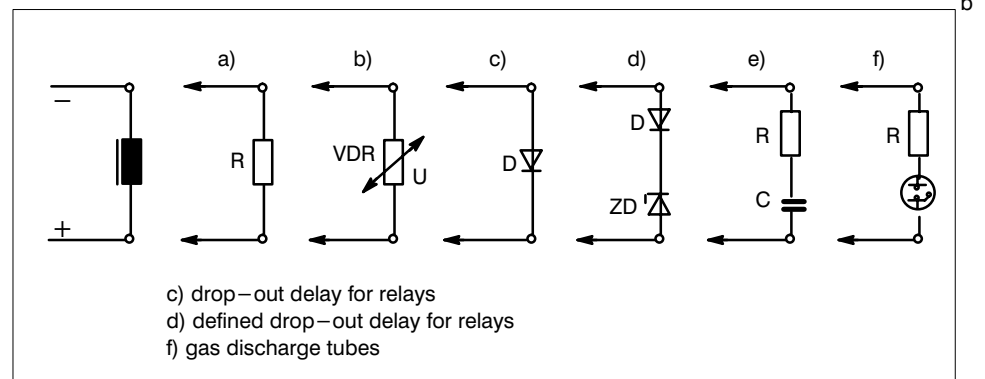 b
a) b) c) d) e) f)
−
+
R
VDR
U
D
D
ZD
R
C
R
c) drop−out delay for relays
d) defined drop−out delay for relays
f) gas discharge tubes